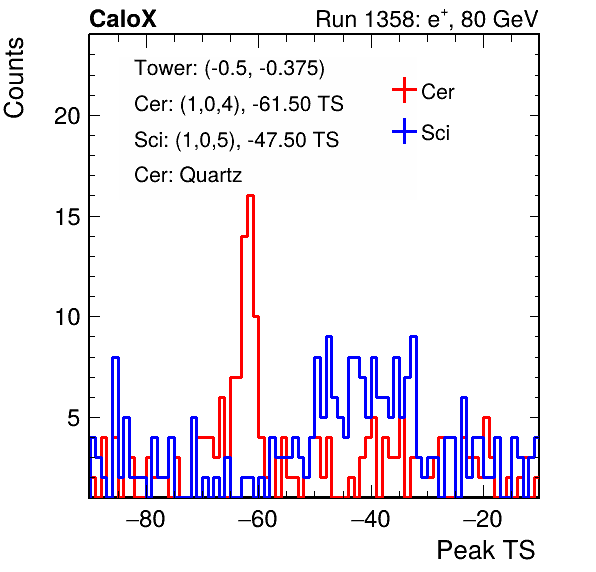 CaloX
Run 1358: e+, 80 GeV
Counts
Tower: (-0.5, -0.375)
Cer: (1,0,4), -61.50 TS
Sci: (1,0,5), -47.50 TS
Cer: Quartz
Cer
Sci
20
15
10
5
−80
−60
−40
−20
Peak TS